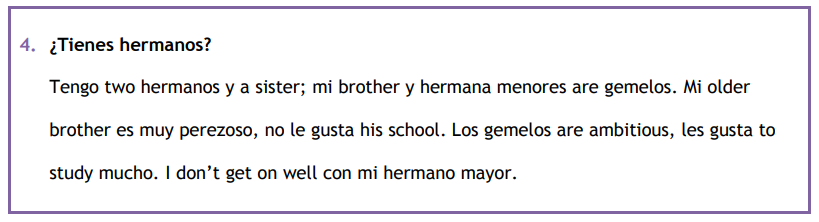 4. ¿Tienes hermanos?
Tengo two hermanos y a sister; mi brother y hermana menores are gemelos. Mi older
brother es muy perezoso, no le gusta his school. Los gemelos are ambitious, les gusta to
study mucho. I don’t get on well con mi hermano mayor.